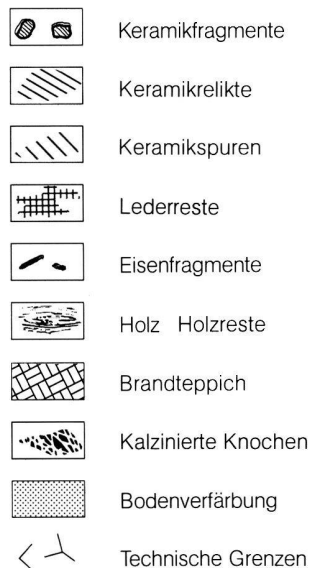 Keramikfragmente
Keramikrelikte
Keramikspuren
Lederreste
Eisenfragmente
Holz Holzreste
Brandteppich
Kalzinierte Knochen
Bodenverfärbung
Technische Grenzen